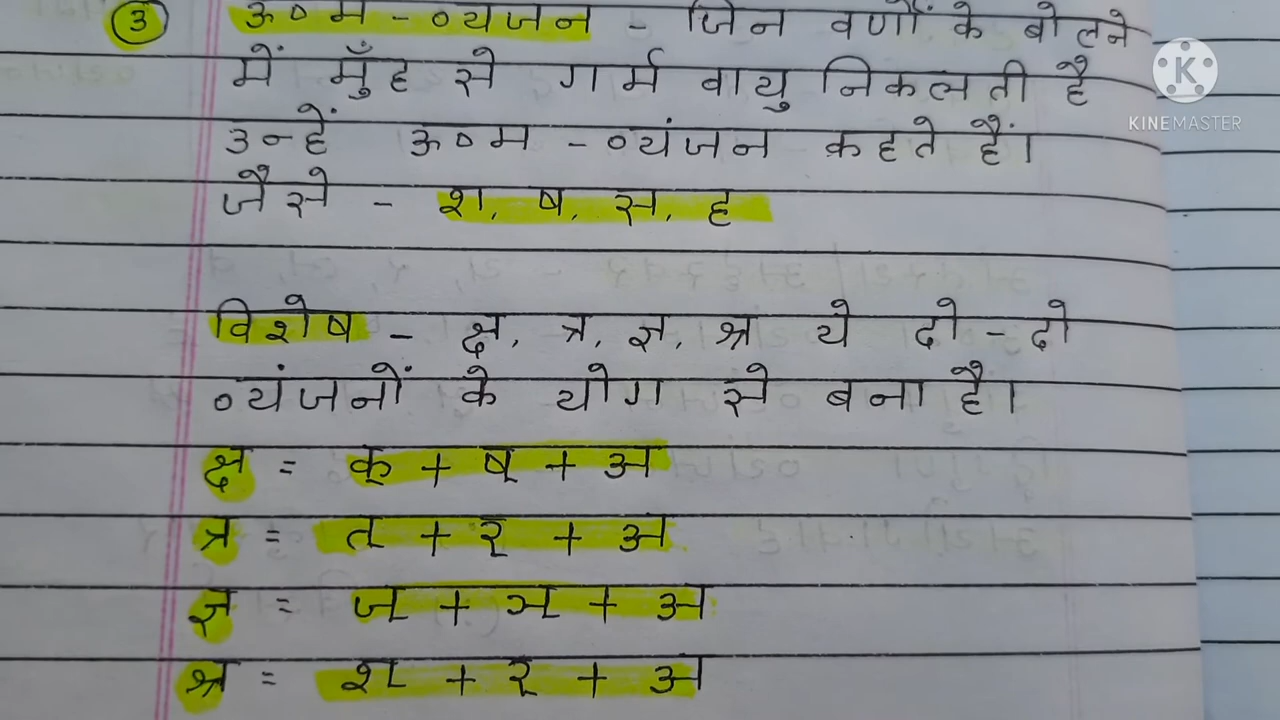 ③ ऊष्म - व्यंजन - जिन वर्णों के बोलने
में मुँह से गर्म वायु निकलती है
उन्हें ऊष्म - व्यंजन कहते हैं।
जैसे - श, ष, स, ह
विशेष - क्ष, त्र, ज्ञ, श्र ये दो - दो
व्यंजनों के योग से बना है।
क्ष = क् + ष् + अ
त्र = त् + र् + अ
ज्ञ = ज् + ञ् + अ
श्र = श् + र् + अ
K
KINEMASTER